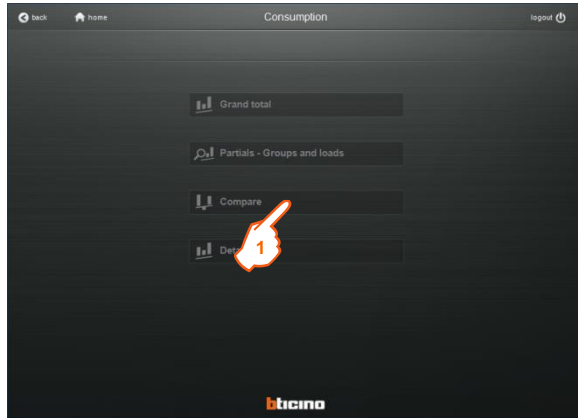 back
home
Consumption
logout
Grand total
Partials - Groups and loads
Compare
1
bticino